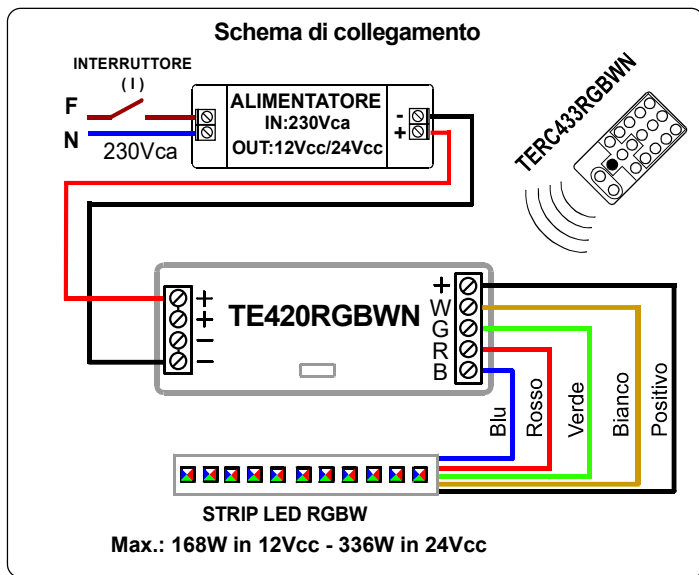 Schema di collegamento
INTERRUTTORE
( I )
F
N
230Vca
ALIMENTATORE
IN:230Vca
OUT:12Vcc/24Vcc
-
+
TERC433RGBWN
+
+
−
−
TE420RGBWN
+
W
G
R
B
Blu
Rosso
Verde
Bianco
Positivo
STRIP LED RGBW
Max.: 168W in 12Vcc - 336W in 24Vcc